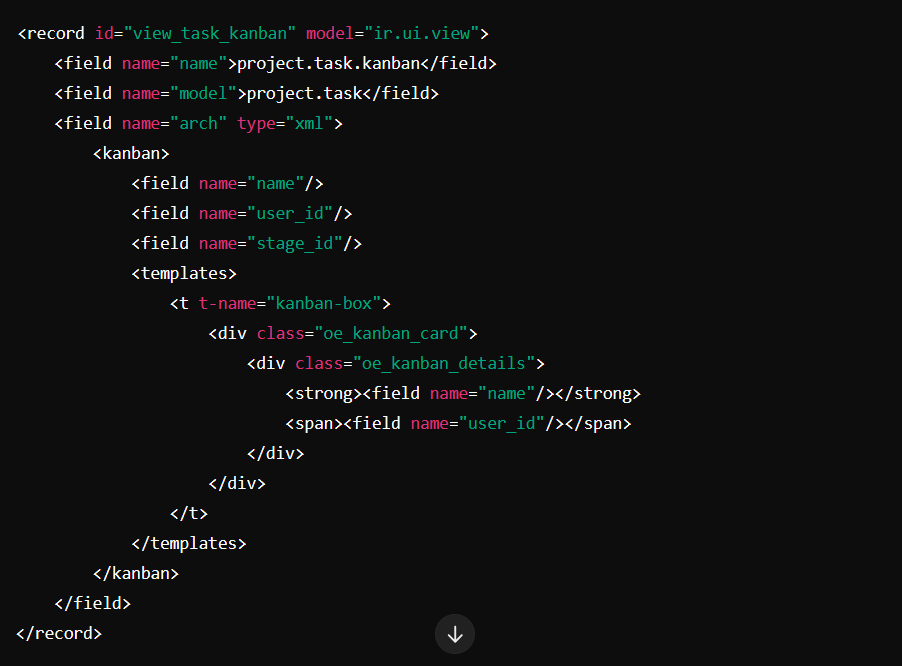 <record id="view_task_kanban" model="ir.ui.view">
    <field name="name">project.task.kanban</field>
    <field name="model">project.task</field>
    <field name="arch" type="xml">
        <kanban>
            <field name="name"/>
            <field name="user_id"/>
            <field name="stage_id"/>
            <templates>
                <t t-name="kanban-box">
                    <div class="oe_kanban_card">
                        <div class="oe_kanban_details">
                            <strong><field name="name"/></strong>
                            <span><field name="user_id"/></span>
                        </div>
                    </div>
                </t>
            </templates>
        </kanban>
    </field>
</record>